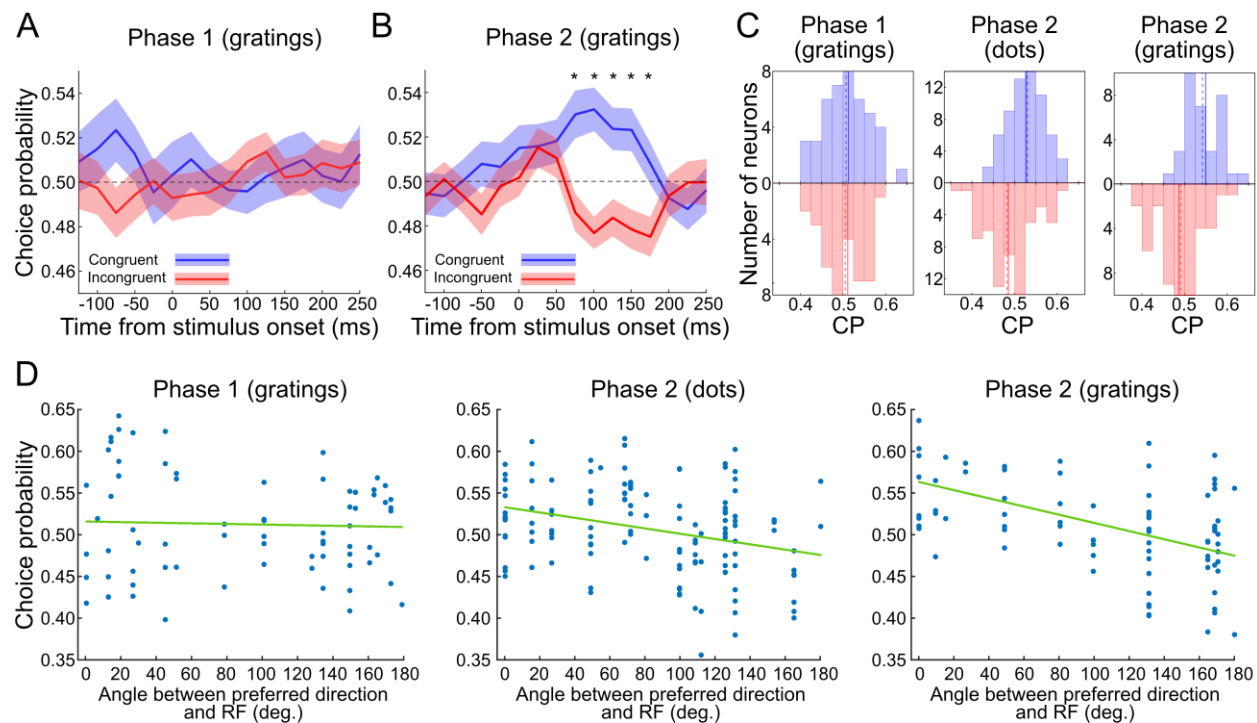 A
Phase 1 (gratings)
Choice probability
0.54
0.52
0.50
0.48
0.46
Congruent
Incongruent
-100 -50 0 50 100 150 200 250
Time from stimulus onset (ms)
B
Phase 2 (gratings)
* * * * *
0.54
0.52
0.50
0.48
0.46
Congruent
Incongruent
-100 -50 0 50 100 150 200 250
Time from stimulus onset (ms)
C
Phase 1
(gratings)
Number of neurons
8
4
0
4
8
0.4 0.5 0.6
CP
Phase 2
(dots)
12
8
4
0
4
8
12
0.4 0.5 0.6
CP
Phase 2
(gratings)
8
4
0
4
8
0.4 0.5 0.6
CP
D
Phase 1 (gratings)
Choice probability
0.65
0.60
0.55
0.50
0.45
0.40
0.35
0 20 40 60 80 100 120 140 160 180
Angle between preferred direction
and RF (deg.)
Phase 2 (dots)
0.65
0.60
0.55
0.50
0.45
0.40
0.35
0 20 40 60 80 100 120 140 160 180
Angle between preferred direction
and RF (deg.)
Phase 2 (gratings)
0.65
0.60
0.55
0.50
0.45
0.40
0.35
0 20 40 60 80 100 120 140 160 180
Angle between preferred direction
and RF (deg.)